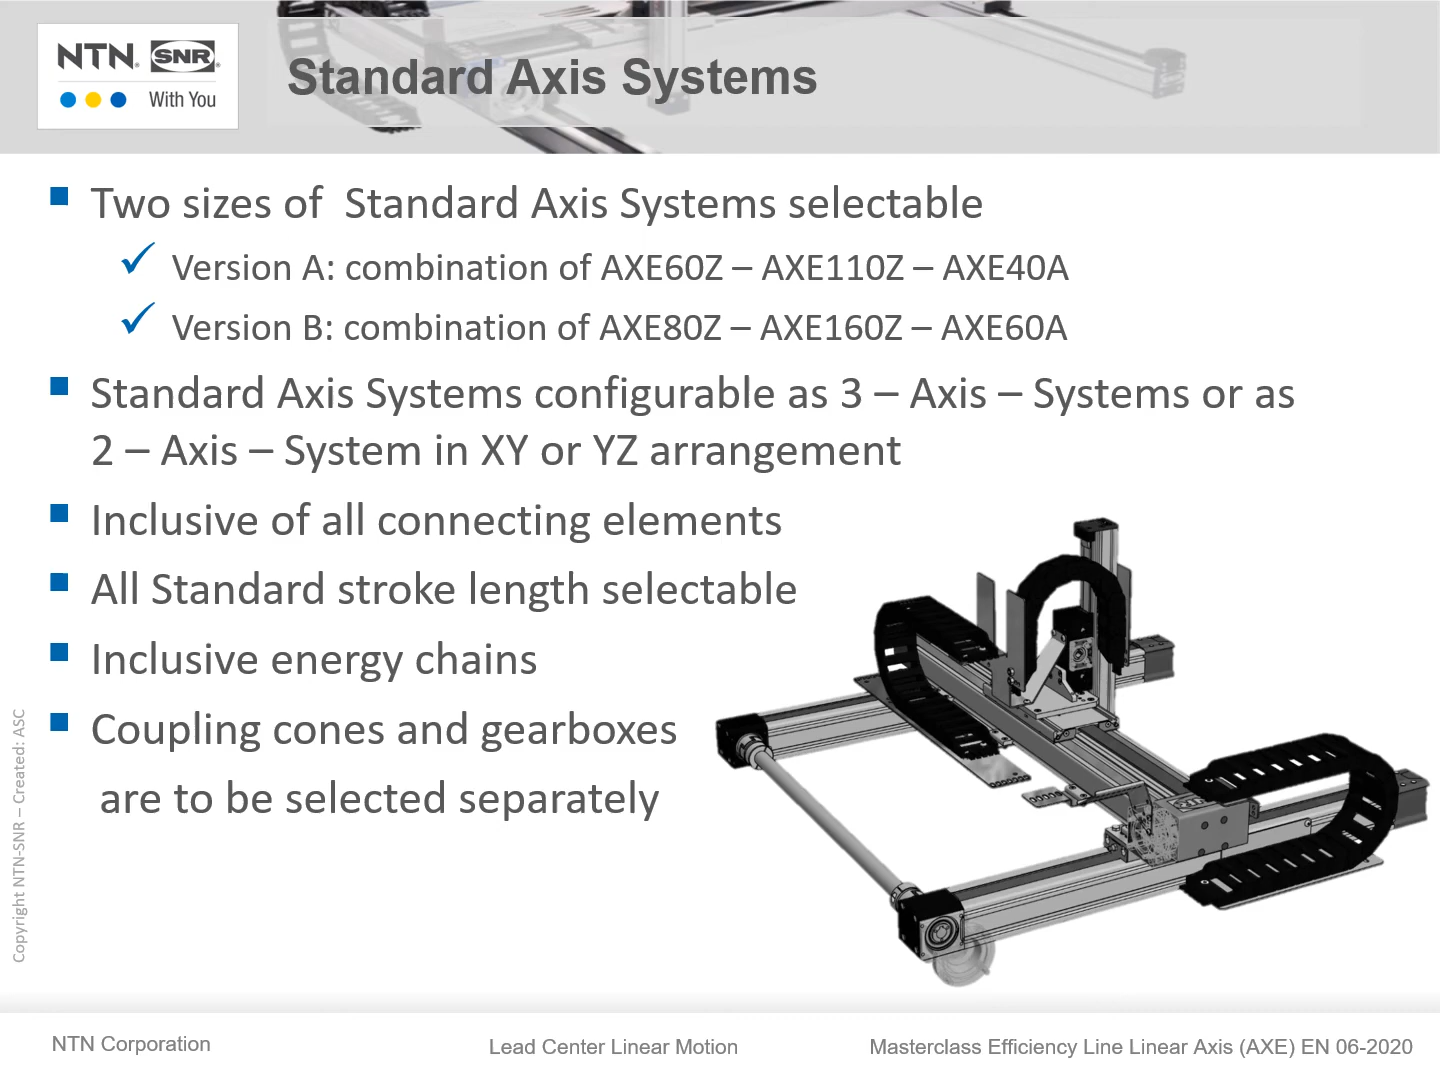 NTN® SNR®
With You
Standard Axis Systems
Two sizes of Standard Axis Systems selectable
Version A: combination of AXE60Z – AXE110Z – AXE40A
Version B: combination of AXE80Z – AXE160Z – AXE60A
Standard Axis Systems configurable as 3 – Axis – Systems or as
2 – Axis – System in XY or YZ arrangement
Inclusive of all connecting elements
All Standard stroke length selectable
Inclusive energy chains
Coupling cones and gearboxes
are to be selected separately
Copyright NTN-SNR – Created: ASC
NTN Corporation
Lead Center Linear Motion
Masterclass Efficiency Line Linear Axis (AXE) EN 06-2020